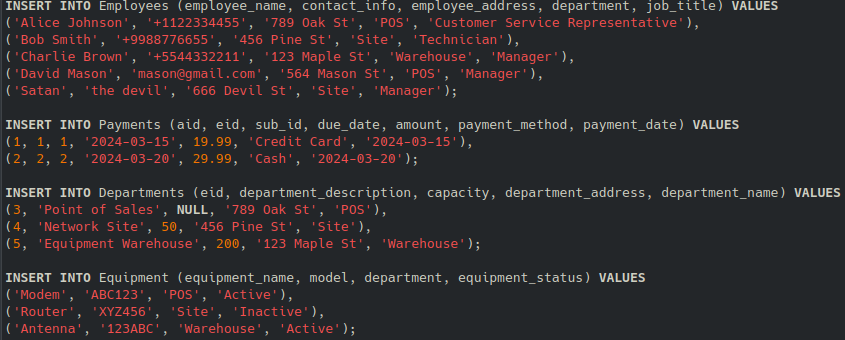 INSERT INTO Employees (employee_name, contact_info, employee_address, department, job_title) VALUES
('Alice Johnson', '+1122334455', '789 Oak St', 'POS', 'Customer Service Representative'),
('Bob Smith', '+9988776655', '456 Pine St', 'Site', 'Technician'),
('Charlie Brown', '+5544332211', '123 Maple St', 'Warehouse', 'Manager'),
('David Mason', 'mason@gmail.com', '564 Mason St', 'POS', 'Manager'),
('Satan', 'the devil', '666 Devil St', 'Site', 'Manager');
INSERT INTO Payments (aid, eid, sub_id, due_date, amount, payment_method, payment_date) VALUES
(1, 1, 1, '2024-03-15', 19.99, 'Credit Card', '2024-03-15'),
(2, 2, 2, '2024-03-20', 29.99, 'Cash', '2024-03-20');
INSERT INTO Departments (eid, department_description, capacity, department_address, department_name) VALUES
(3, 'Point of Sales', NULL, '789 Oak St', 'POS'),
(4, 'Network Site', 50, '456 Pine St', 'Site'),
(5, 'Equipment Warehouse', 200, '123 Maple St', 'Warehouse');
INSERT INTO Equipment (equipment_name, model, department, equipment_status) VALUES
('Modem', 'ABC123', 'POS', 'Active'),
('Router', 'XYZ456', 'Site', 'Inactive'),
('Antenna', '123ABC', 'Warehouse', 'Active');